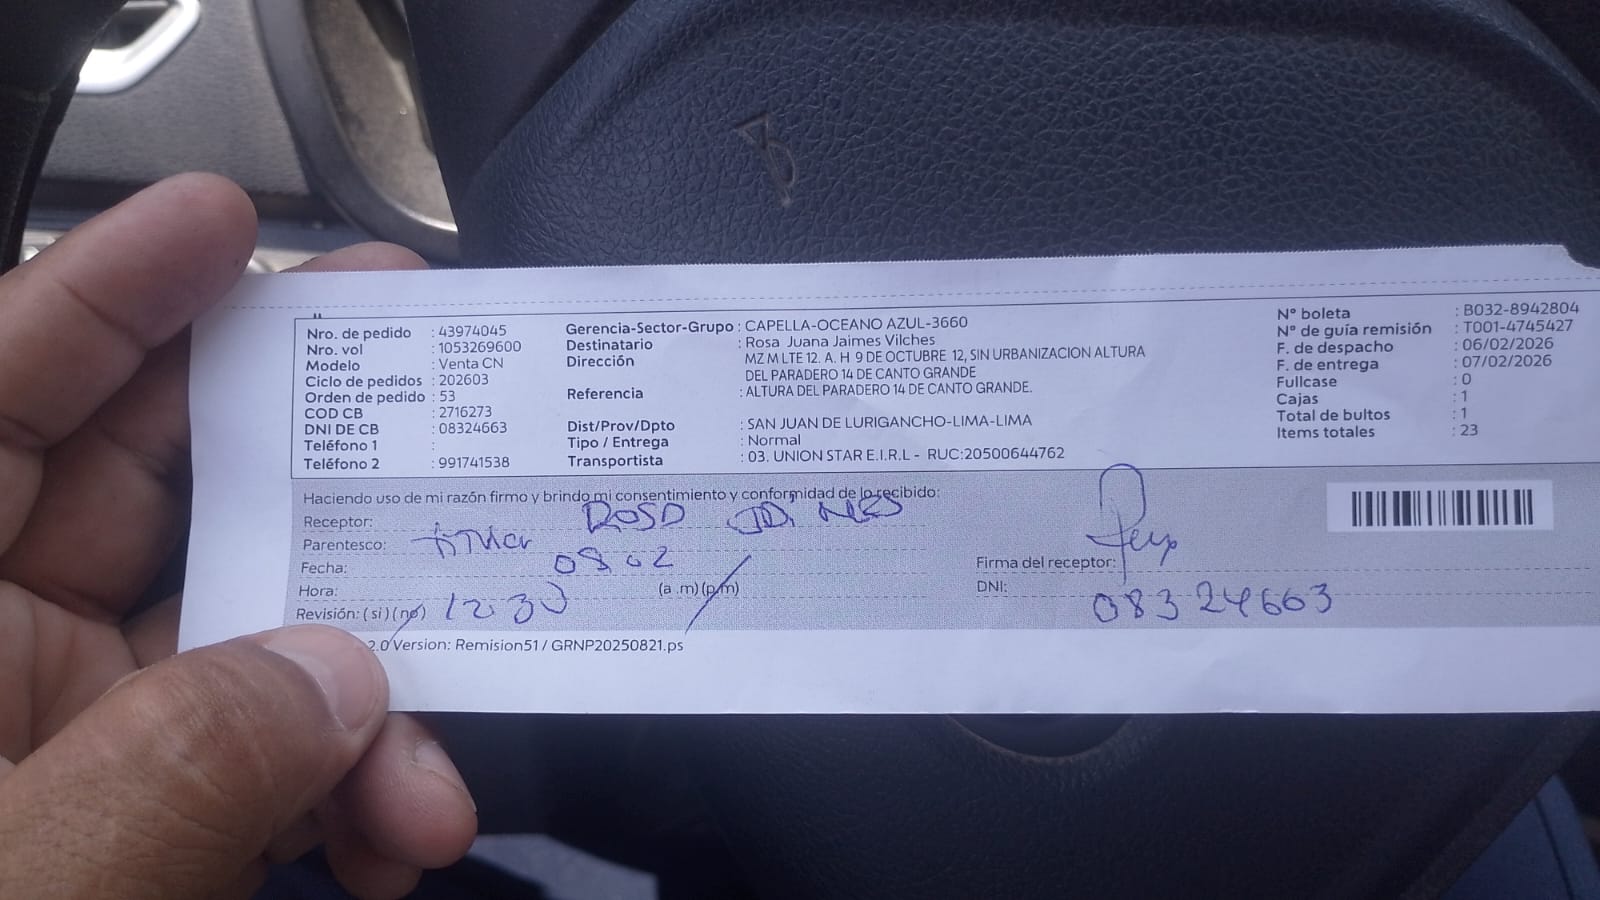 Nro. de pedido : 43974045
Nro. vol : 1053269600
Modelo : Venta CN
Ciclo de pedidos : 202603
Orden de pedido : 53
COD CB : 2716273
DNI DE CB : 08324663
Teléfono 1 :
Teléfono 2 : 991741538
Gerencia-Sector-Grupo : CAPELLA-OCEANO AZUL-3660
Destinatario : Rosa Juana Jaimes Vilches
Dirección MZ M LTE 12. A. H 9 DE OCTUBRE 12, SIN URBANIZACION ALTURA
DEL PARADERO 14 DE CANTO GRANDE
Referencia : ALTURA DEL PARADERO 14 DE CANTO GRANDE.
Dist/Prov/Dpto : SAN JUAN DE LURIGANCHO-LIMA-LIMA
Tipo / Entrega : Normal
Transportista : 03. UNION STAR E.I.R.L - RUC:20500644762
N° boleta : B032-8942804
N° de guía remisión : T001-4745427
F. de despacho : 06/02/2026
F. de entrega : 07/02/2026
Fullcase : 0
Cajas : 1
Total de bultos : 1
Items totales : 23
Haciendo uso de mi razón firmo y brindo mi consentimiento y conformidad de lo recibido:
Receptor: ROSA
Parentesco:
Fecha: 08 02
Hora: 12:30 (a .m)(p.m)
Revisión: ( si ) ( no )
Firma del receptor:
DNI: 08324663
2.0 Version: Remision51 / GRNP20250821.ps